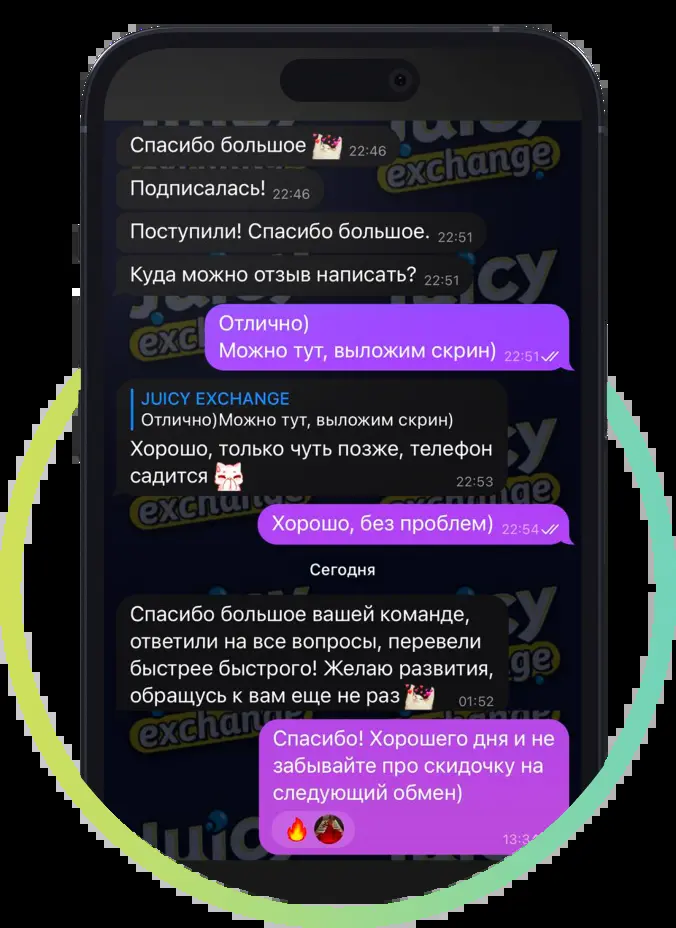 Спасибо большое 22:46
JUICY
exchange
Подписалась! 22:46
Поступили! Спасибо большое. 22:51
Куда можно отзыв написать? 22:51
Отлично)
Можно тут, выложим скрин) 22:51
JUICY EXCHANGE
Отлично)Можно тут, выложим скрин)
Хорошо, только чуть позже, телефон
садится 22:53
exchange
Хорошо, без проблем) 22:54
Сегодня
Спасибо большое вашей команде,
ответили на все вопросы, перевели
быстрее быстрого! Желаю развития,
обращусь к вам еще не раз 01:52
exchange
Спасибо! Хорошего дня и не
забывайте про скидочку на
следующий обмен)